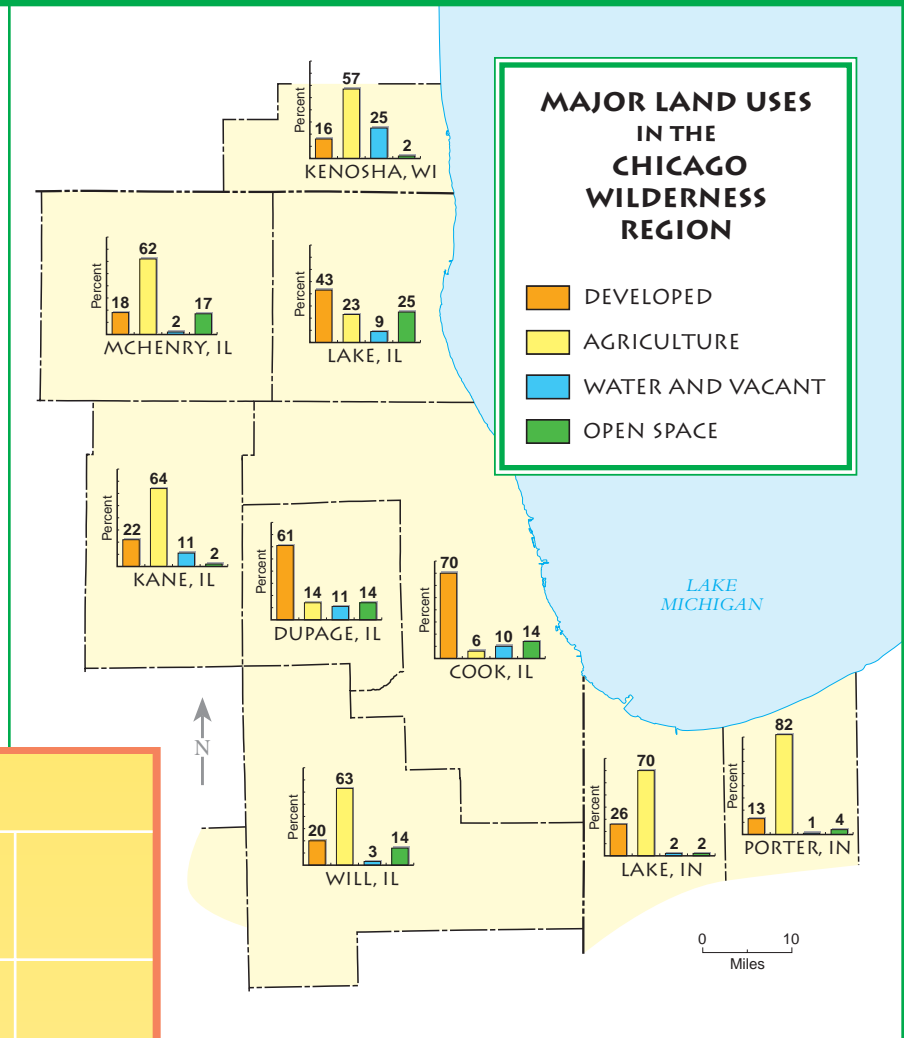 MAJOR LAND USES
IN THE
CHICAGO
WILDERNESS
REGION
DEVELOPED
AGRICULTURE
WATER AND VACANT
OPEN SPACE
Percent
16 57 25 2
KENOSHA, WI
Percent
18 62 2 17
MCHENRY, IL
Percent
43 23 9 25
LAKE, IL
Percent
22 64 11 2
KANE, IL
Percent
61 14 11 14
DUPAGE, IL
Percent
70 6 10 14
COOK, IL
LAKE
MICHIGAN
N
Percent
20 63 3 14
WILL, IL
Percent
26 70 2 2
LAKE, IN
Percent
13 82 1 4
PORTER, IN
0 10
Miles